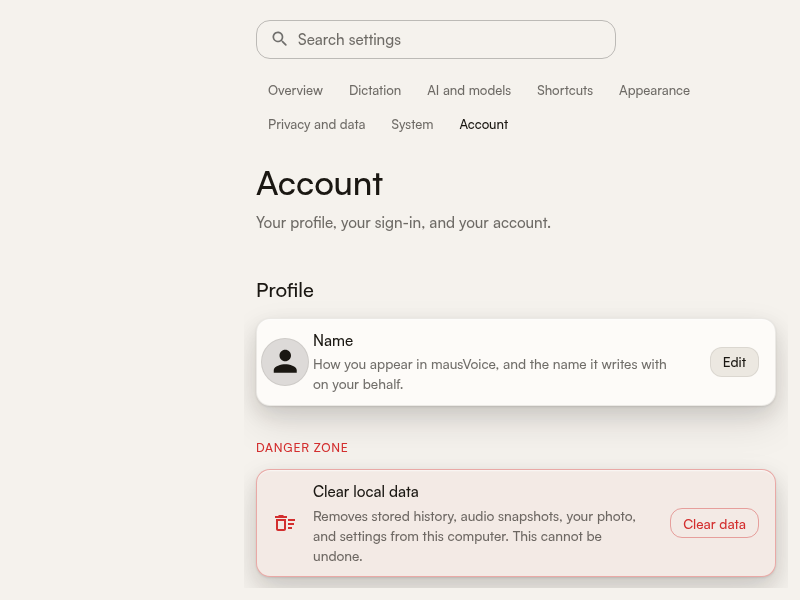 Search settings
Overview Dictation AI and models Shortcuts Appearance
Privacy and data System Account
Account
Your profile, your sign-in, and your account.
Profile
Name
How you appear in mausVoice, and the name it writes with
on your behalf.
Edit
DANGER ZONE
Clear local data
Removes stored history, audio snapshots, your photo,
and settings from this computer. This cannot be
undone.
Clear data